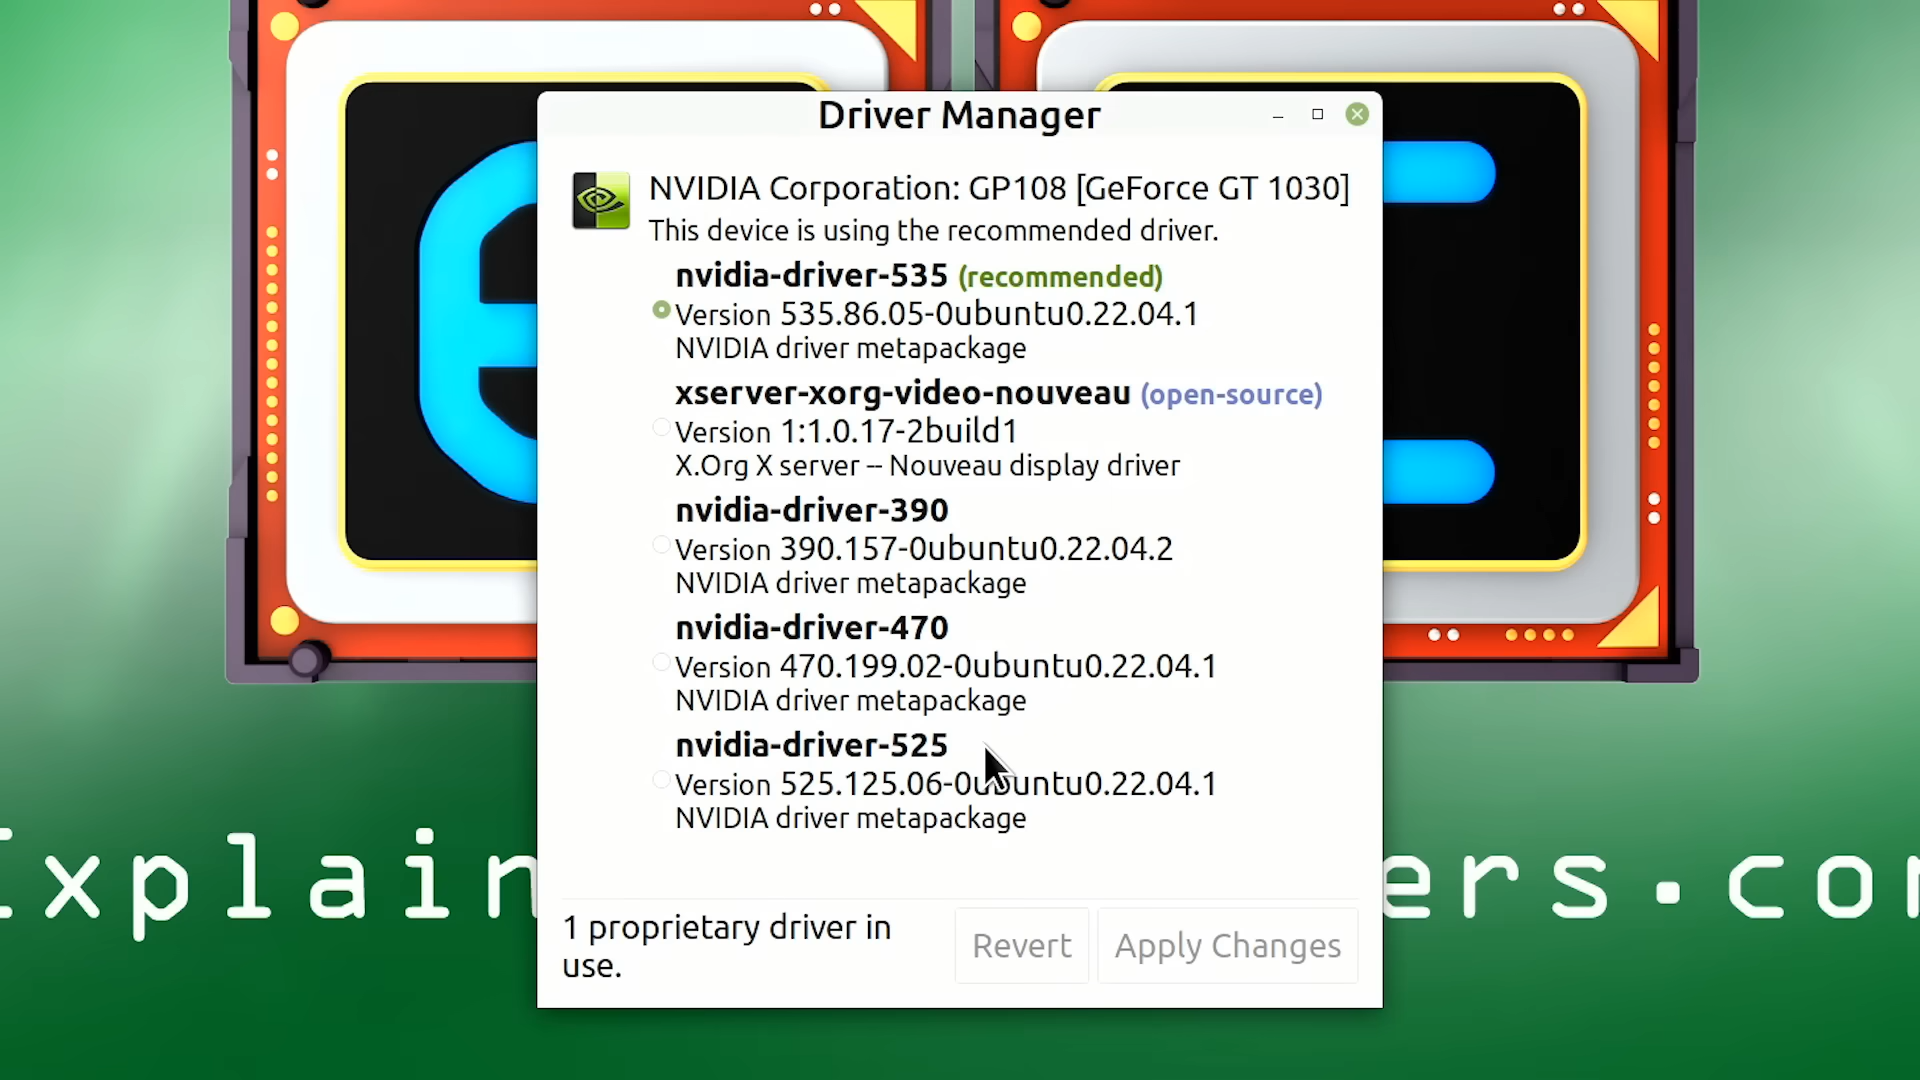 Driver Manager
NVIDIA Corporation: GP108 [GeForce GT 1030]
This device is using the recommended driver.
nvidia-driver-535 (recommended)
Version 535.86.05-0ubuntu0.22.04.1
NVIDIA driver metapackage
xserver-xorg-video-nouveau (open-source)
Version 1:1.0.17-2build1
X.Org X server -- Nouveau display driver
nvidia-driver-390
Version 390.157-0ubuntu0.22.04.2
NVIDIA driver metapackage
nvidia-driver-470
Version 470.199.02-0ubuntu0.22.04.1
NVIDIA driver metapackage
nvidia-driver-525
Version 525.125.06-0ubuntu0.22.04.1
NVIDIA driver metapackage
xplain ers.co
1 proprietary driver in
use.
Revert Apply Changes